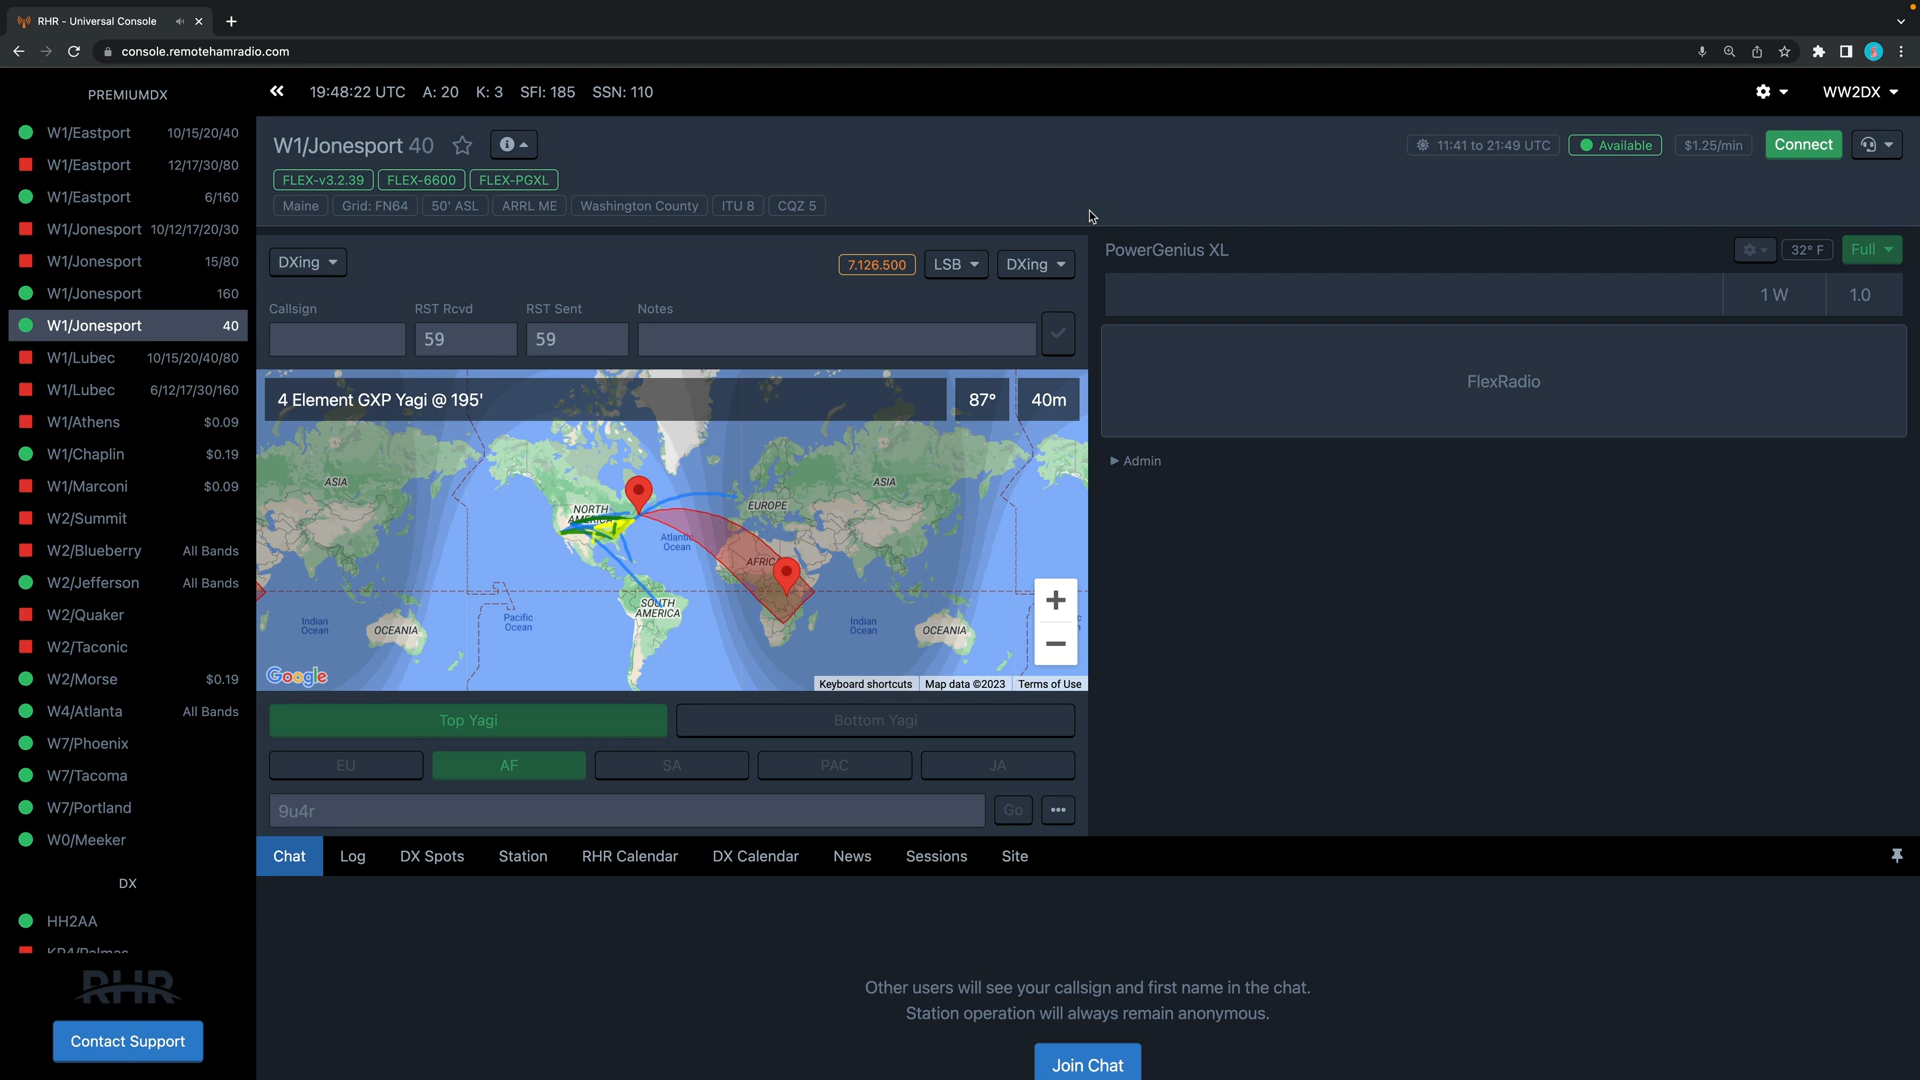 RHR - Universal Console
console.remotehamradio.com
PREMIUMDX
W1/Eastport 10/15/20/40
W1/Eastport 12/17/30/80
W1/Eastport 6/160
W1/Jonesport 10/12/17/20/30
W1/Jonesport 15/80
W1/Jonesport 160
W1/Jonesport 40
W1/Lubec 10/15/20/40/80
W1/Lubec 6/12/17/30/160
W1/Athens $0.09
W1/Chaplin $0.19
W1/Marconi $0.09
W2/Summit
W2/Blueberry All Bands
W2/Jefferson All Bands
W2/Quaker
W2/Taconic
W2/Morse $0.19
W4/Atlanta All Bands
W7/Phoenix
W7/Tacoma
W7/Portland
W0/Meeker
DX
HH2AA
KP4/Palmas
RHR
Contact Support
19:48:22 UTC A: 20 K: 3 SFI: 185 SSN: 110
WW2DX
W1/Jonesport 40
11:41 to 21:49 UTC Available $1.25/min Connect
FLEX-v3.2.39 FLEX-6600 FLEX-PGXL
Maine Grid: FN64 50' ASL ARRL ME Washington County ITU 8 CQZ 5
DXing 7.126.500 LSB DXing
Callsign RST Rcvd RST Sent Notes
59 59
4 Element GXP Yagi @ 195' 87° 40m
ASIA
NORTH AMERICA
EUROPE
ASIA
Atlantic Ocean
AFRICA
SOUTH AMERICA
Indian Ocean
OCEANIA
Pacific Ocean
Indian Ocean
OCEANIA
Google
Keyboard shortcuts Map data ©2023 Terms of Use
Top Yagi Bottom Yagi
EU AF SA PAC JA
9u4r Go
PowerGenius XL 32° F Full
1 W 1.0
FlexRadio
Admin
Chat Log DX Spots Station RHR Calendar DX Calendar News Sessions Site
Other users will see your callsign and first name in the chat.
Station operation will always remain anonymous.
Join Chat